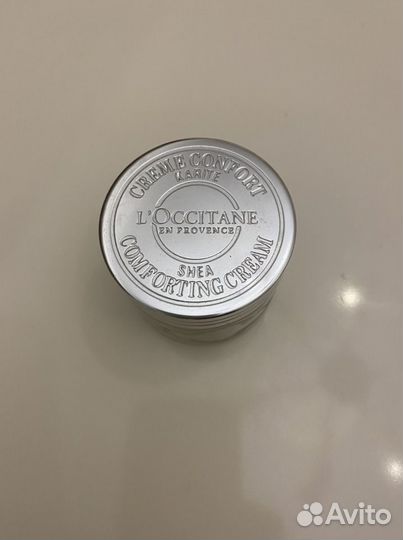 CREME CONFORT
KARITE
L'OCCITANE
EN PROVENCE
SHEA
COMFORTING CREAM
Avito